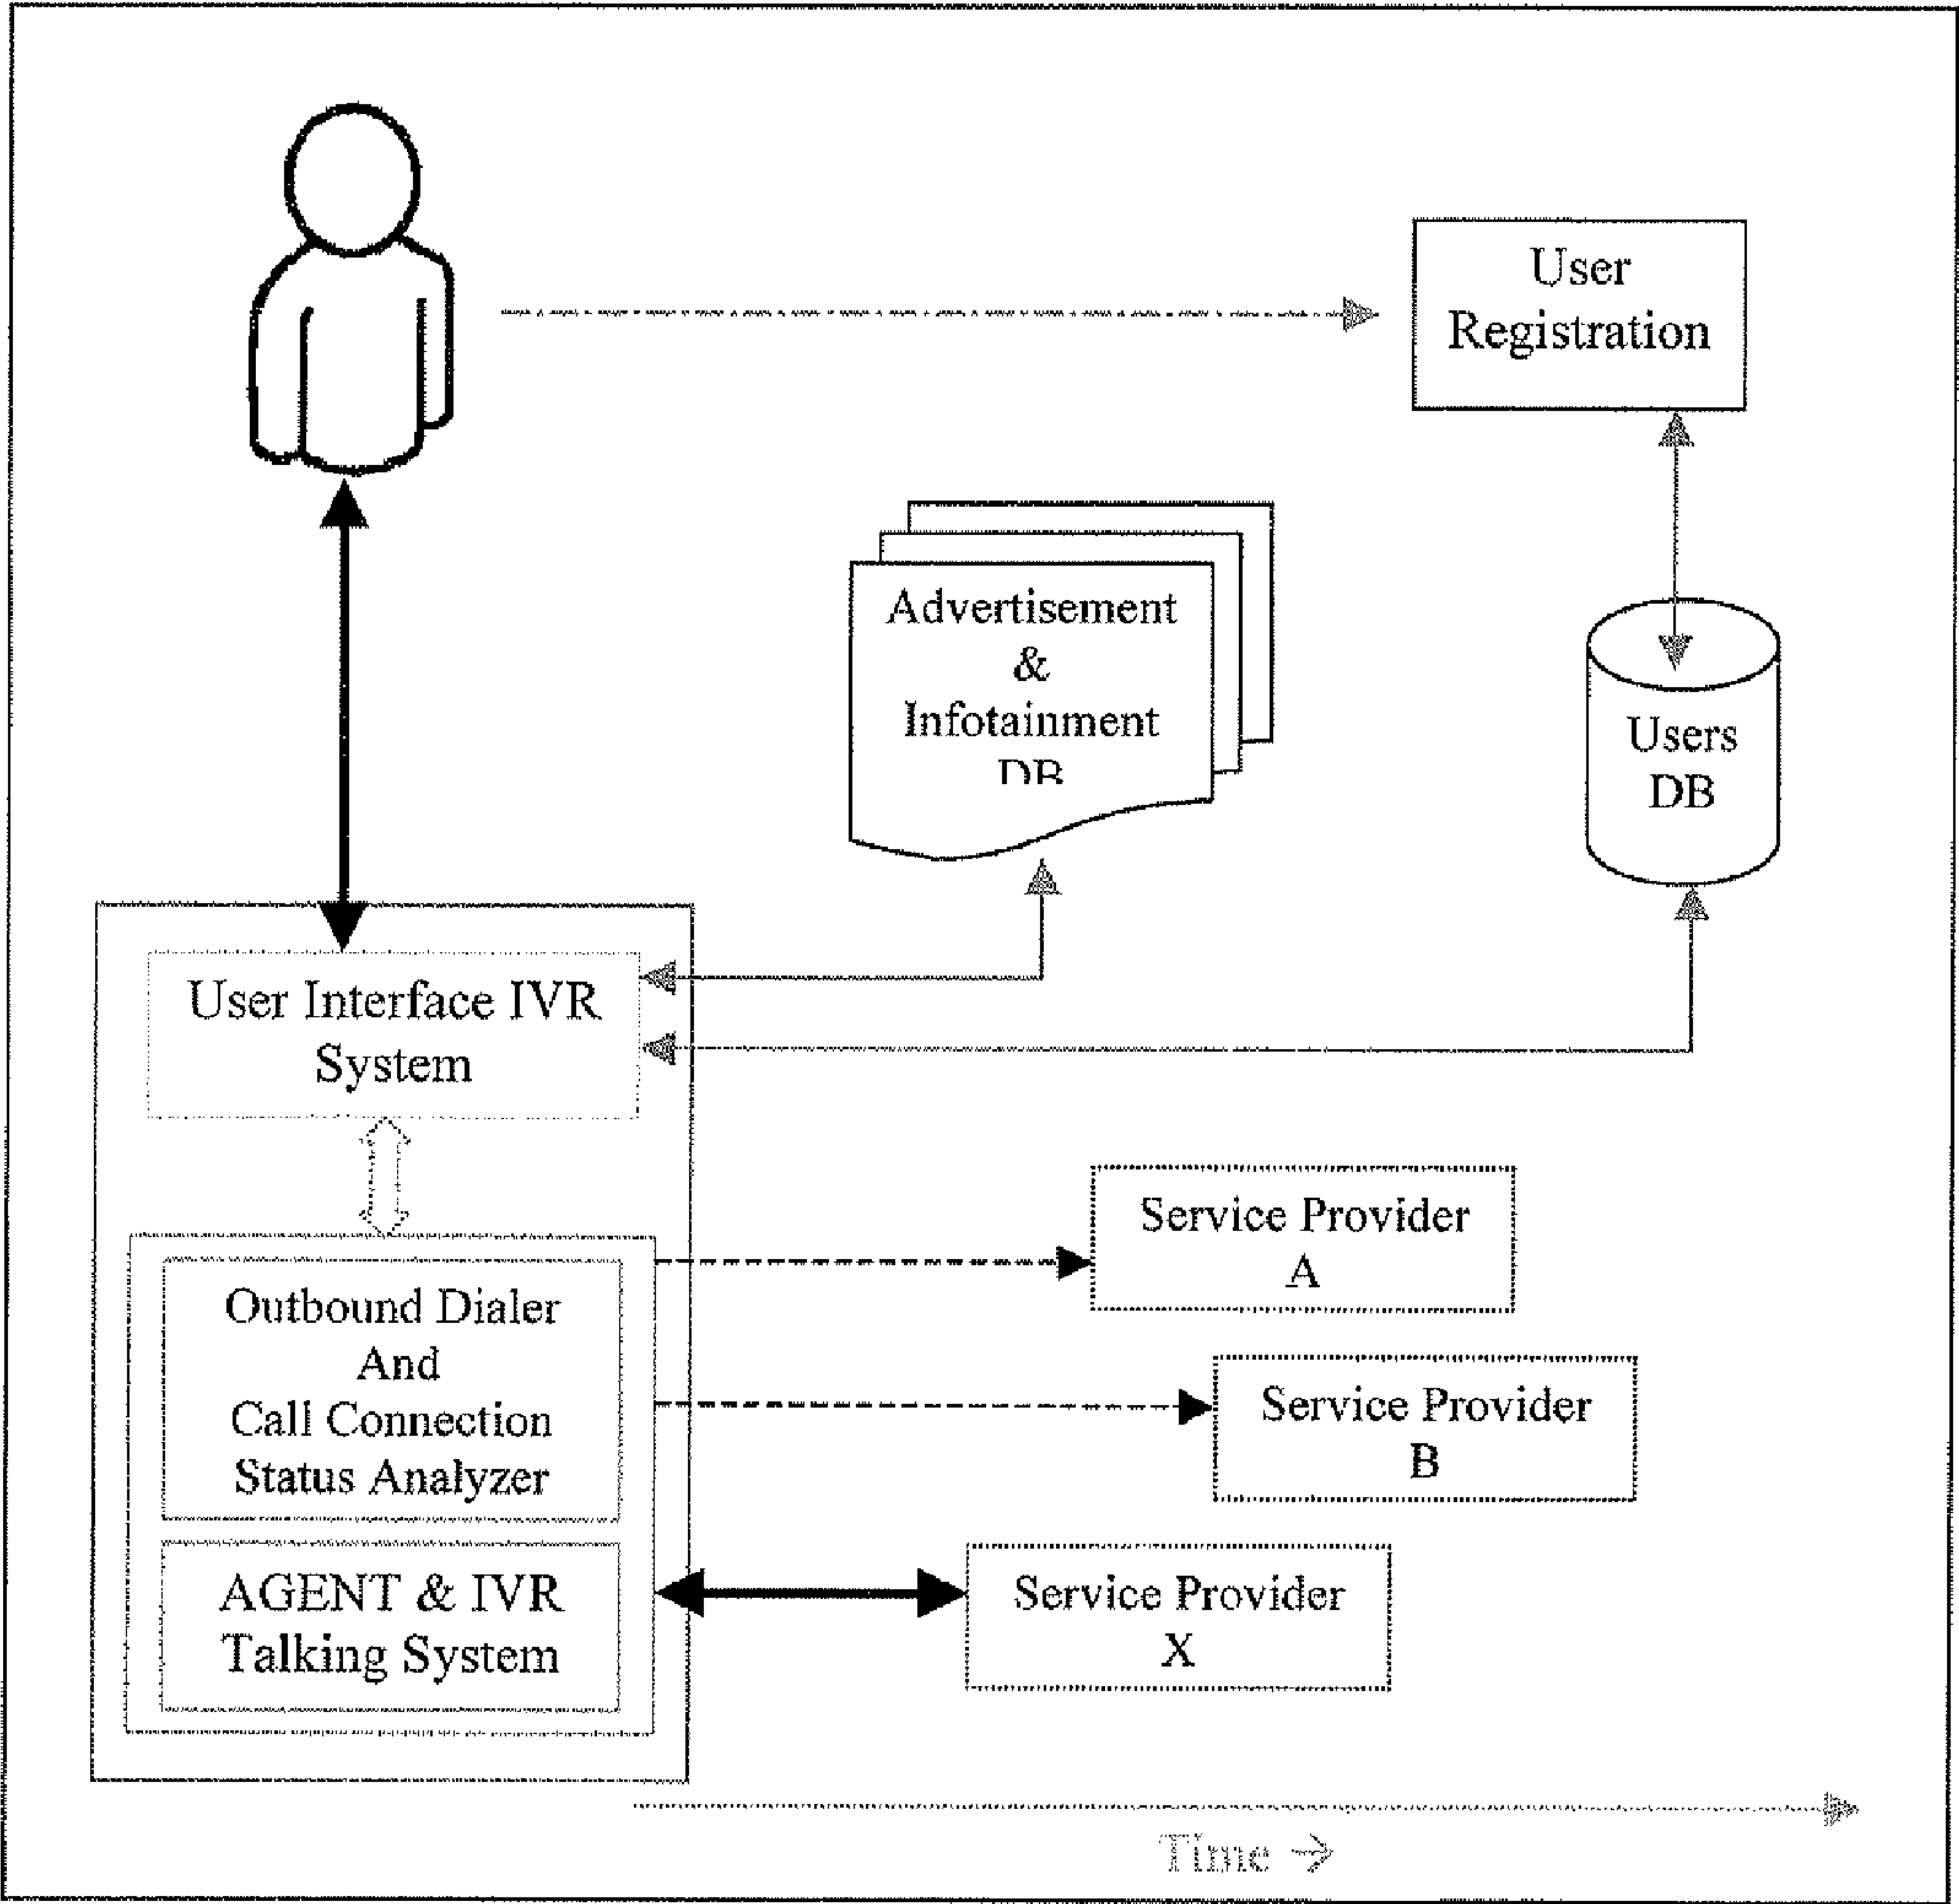 User
Registration
Advertisement
&
Infotainment
DB
Users
DB
User Interface IVR
System
Service Provider
A
Outbound Dialer
And
Call Connection
Status Analyzer
Service Provider
B
AGENT & IVR
Talking System
Service Provider
X
Time →